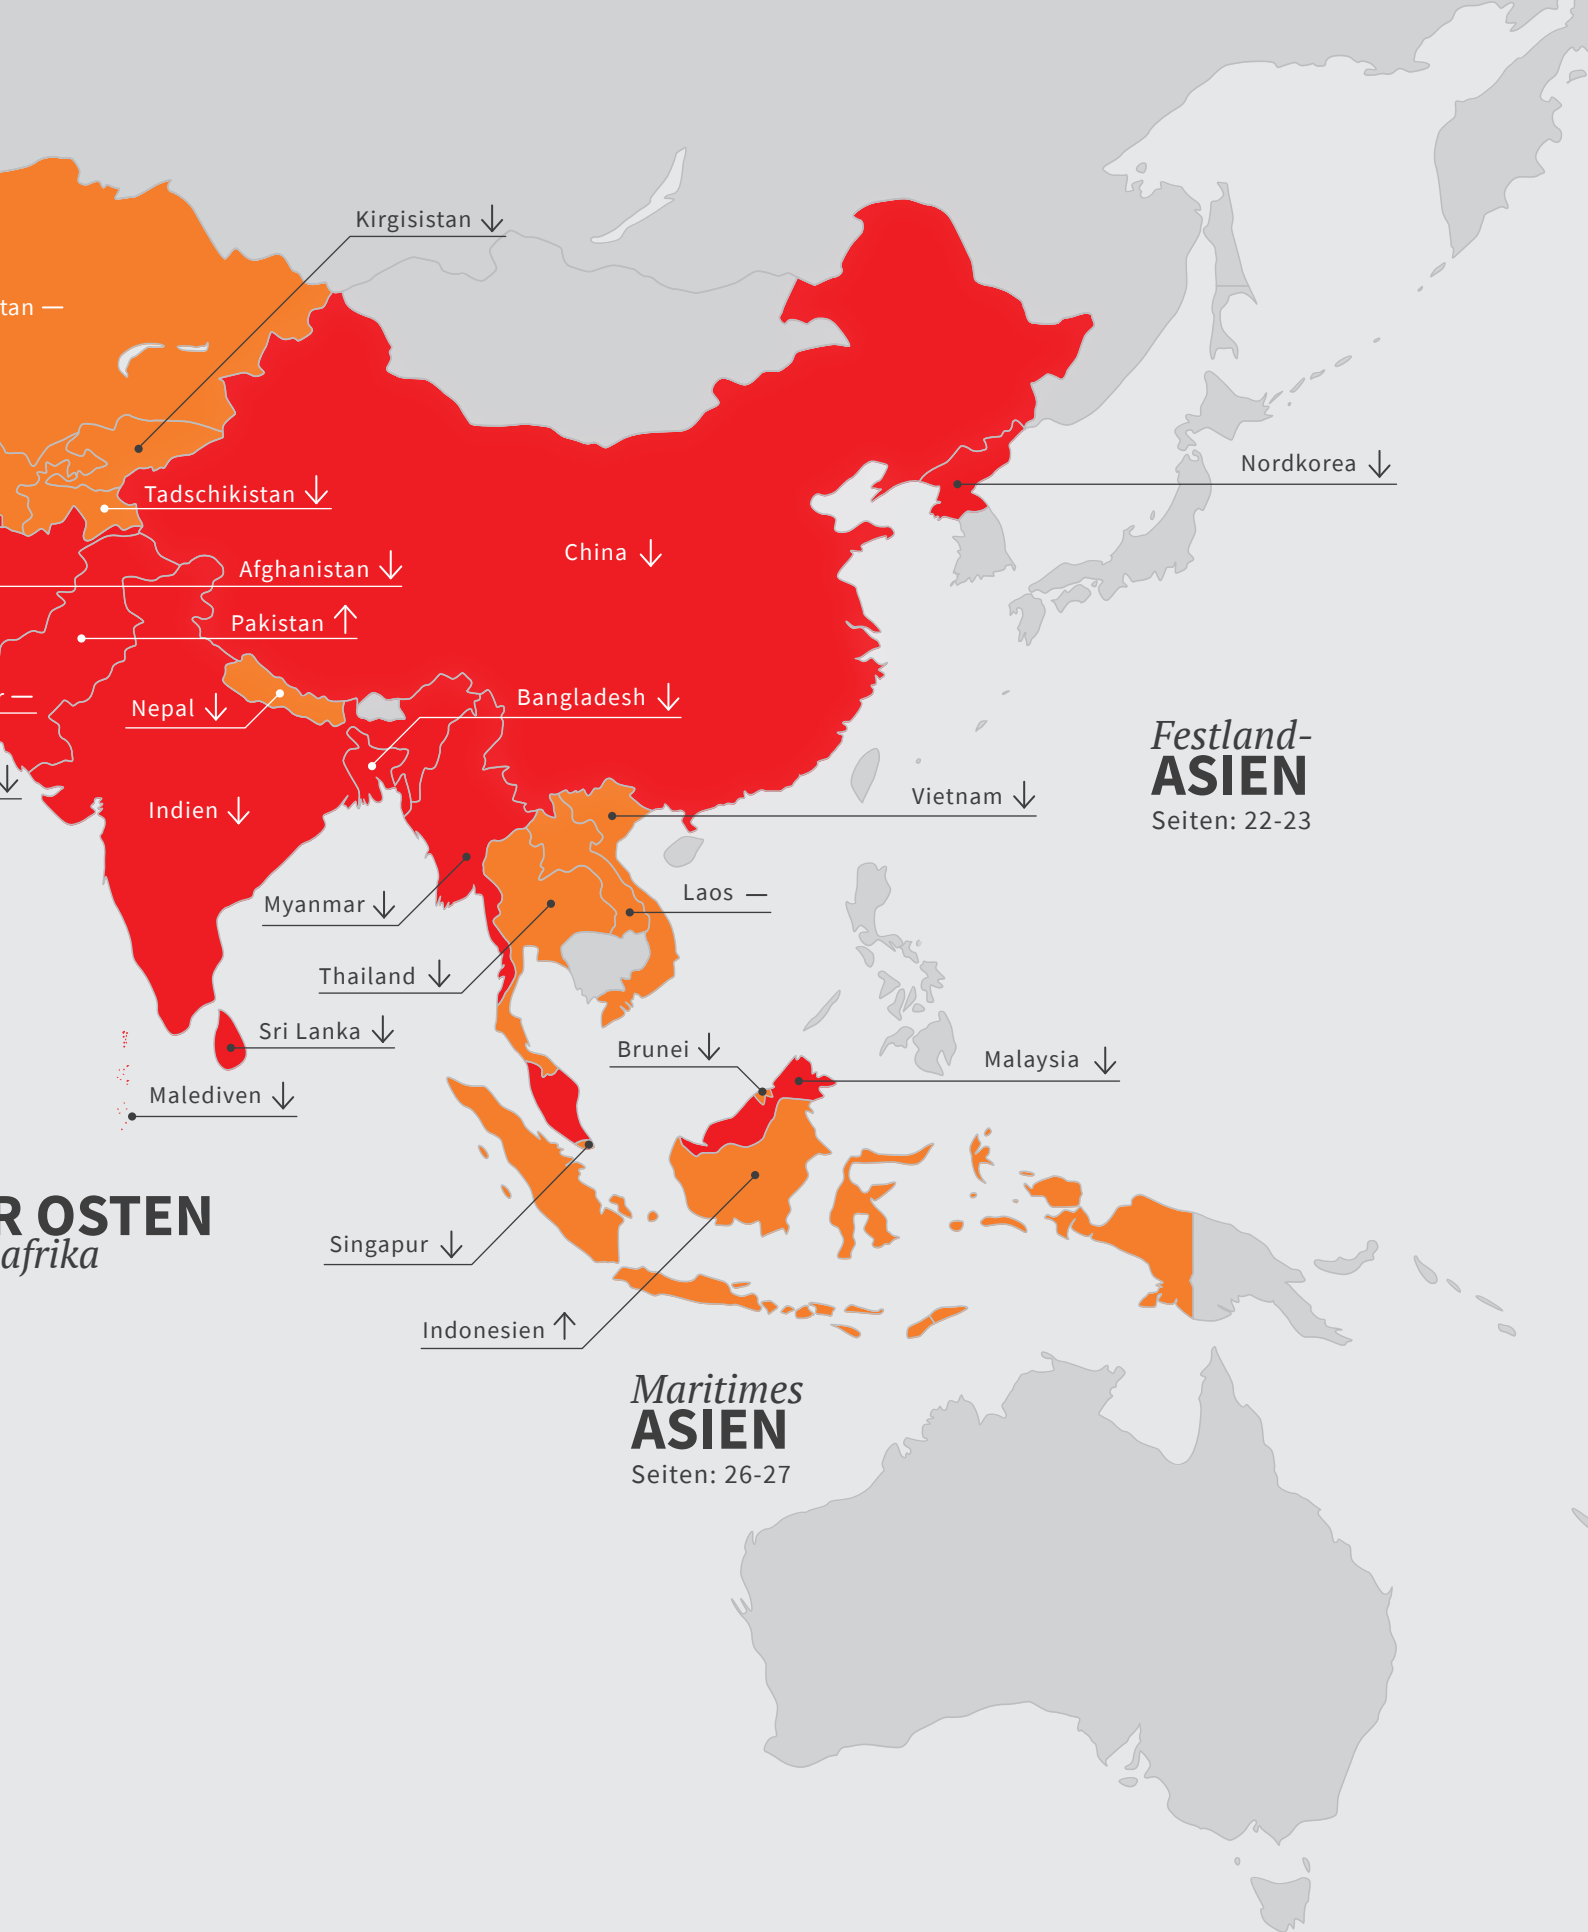 Kirgisistan ↓
tan —
Nordkorea ↓
Tadschikistan ↓
China ↓
Afghanistan ↓
Pakistan ↑
Nepal ↓
Bangladesh ↓
Festland-
ASIEN
Seiten: 22-23
Indien ↓
Vietnam ↓
Myanmar ↓
Laos —
Thailand ↓
Sri Lanka ↓
Brunei ↓
Malaysia ↓
Malediven ↓
R OSTEN
afrika
Singapur ↓
Indonesien ↑
Maritimes
ASIEN
Seiten: 26-27